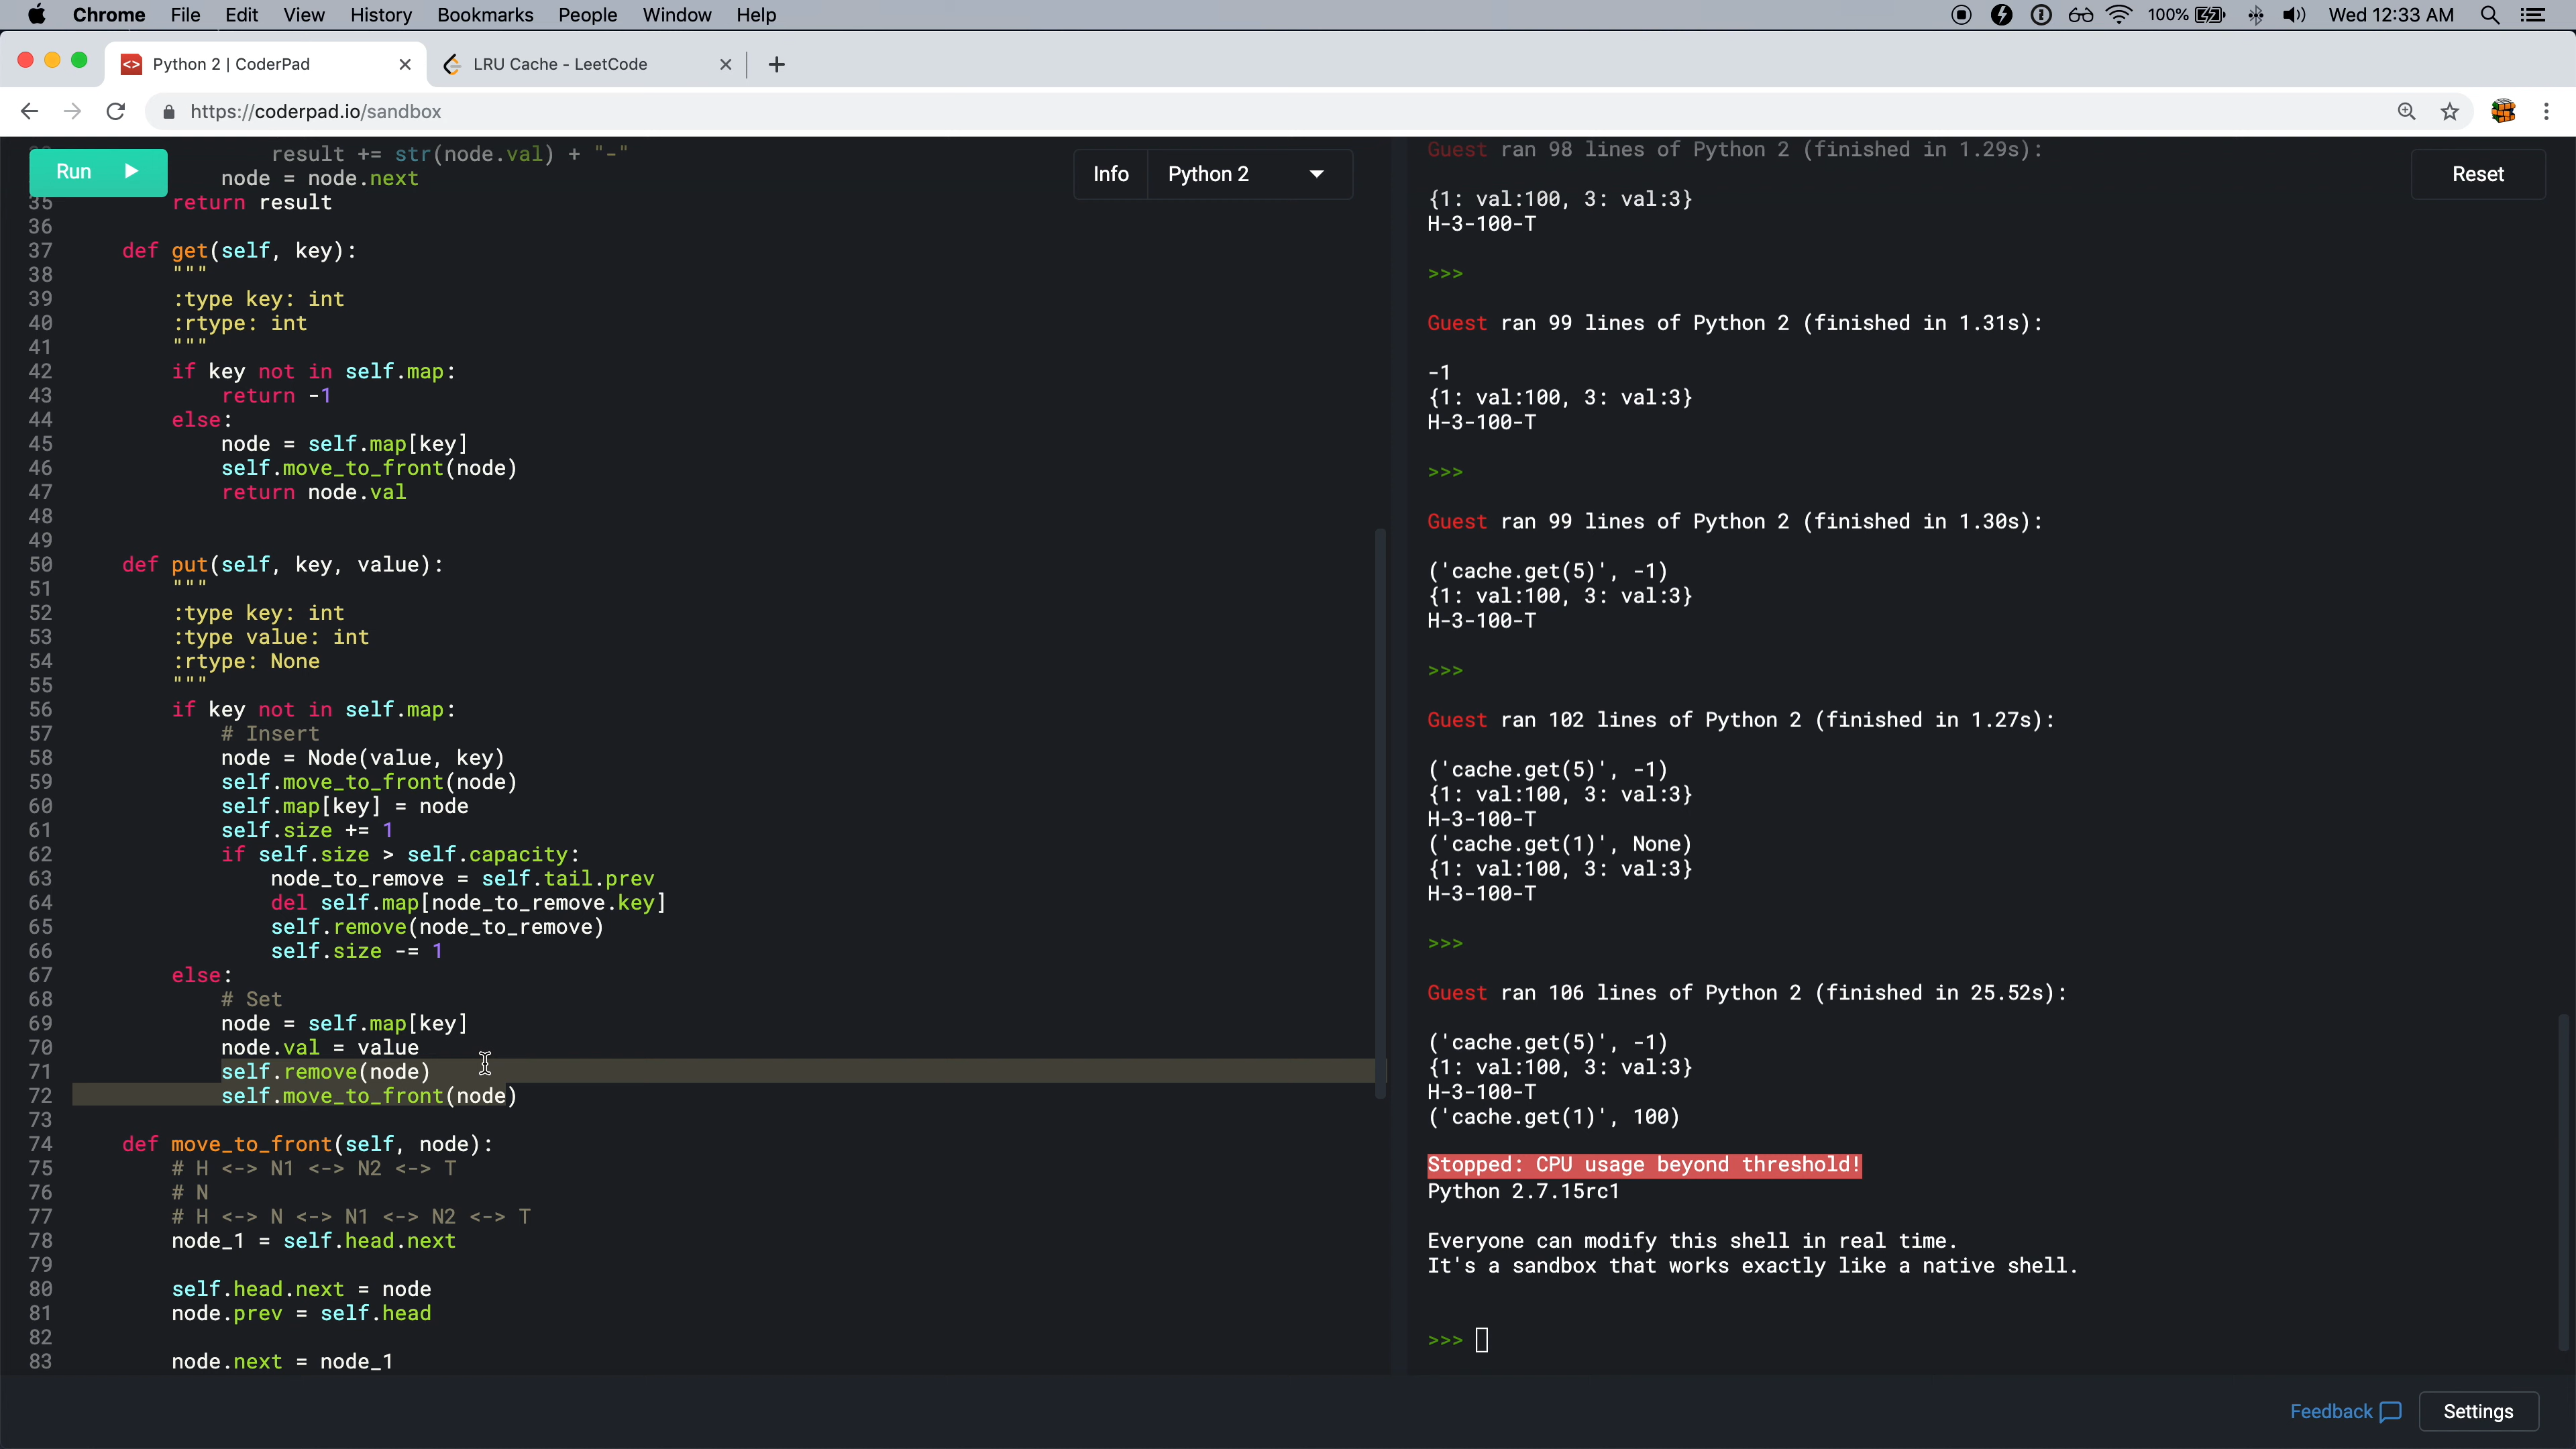 Chrome File Edit View History Bookmarks People Window Help 100% Wed 12:33 AM
Python 2 | CoderPad LRU Cache - LeetCode
https://coderpad.io/sandbox
Run
Info Python 2
Reset
result += str(node.val) + "-"
node = node.next
35 return result
36
37 def get(self, key):
38 """
39 :type key: int
40 :rtype: int
41 """
42 if key not in self.map:
43 return -1
44 else:
45 node = self.map[key]
46 self.move_to_front(node)
47 return node.val
48
49
50 def put(self, key, value):
51 """
52 :type key: int
53 :type value: int
54 :rtype: None
55 """
56 if key not in self.map:
57 # Insert
58 node = Node(value, key)
59 self.move_to_front(node)
60 self.map[key] = node
61 self.size += 1
62 if self.size > self.capacity:
63 node_to_remove = self.tail.prev
64 del self.map[node_to_remove.key]
65 self.remove(node_to_remove)
66 self.size -= 1
67 else:
68 # Set
69 node = self.map[key]
70 node.val = value
71 self.remove(node)
72 self.move_to_front(node)
73
74 def move_to_front(self, node):
75 # H <-> N1 <-> N2 <-> T
76 # N
77 # H <-> N <-> N1 <-> N2 <-> T
78 node_1 = self.head.next
79
80 self.head.next = node
81 node.prev = self.head
82
83 node.next = node_1
Guest ran 98 lines of Python 2 (finished in 1.29s):
{1: val:100, 3: val:3}
H-3-100-T
>>>
Guest ran 99 lines of Python 2 (finished in 1.31s):
-1
{1: val:100, 3: val:3}
H-3-100-T
>>>
Guest ran 99 lines of Python 2 (finished in 1.30s):
('cache.get(5)', -1)
{1: val:100, 3: val:3}
H-3-100-T
>>>
Guest ran 102 lines of Python 2 (finished in 1.27s):
('cache.get(5)', -1)
{1: val:100, 3: val:3}
H-3-100-T
('cache.get(1)', None)
{1: val:100, 3: val:3}
H-3-100-T
>>>
Guest ran 106 lines of Python 2 (finished in 25.52s):
('cache.get(5)', -1)
{1: val:100, 3: val:3}
H-3-100-T
('cache.get(1)', 100)
Stopped: CPU usage beyond threshold!
Python 2.7.15rc1
Everyone can modify this shell in real time.
It's a sandbox that works exactly like a native shell.
>>>
Feedback Settings